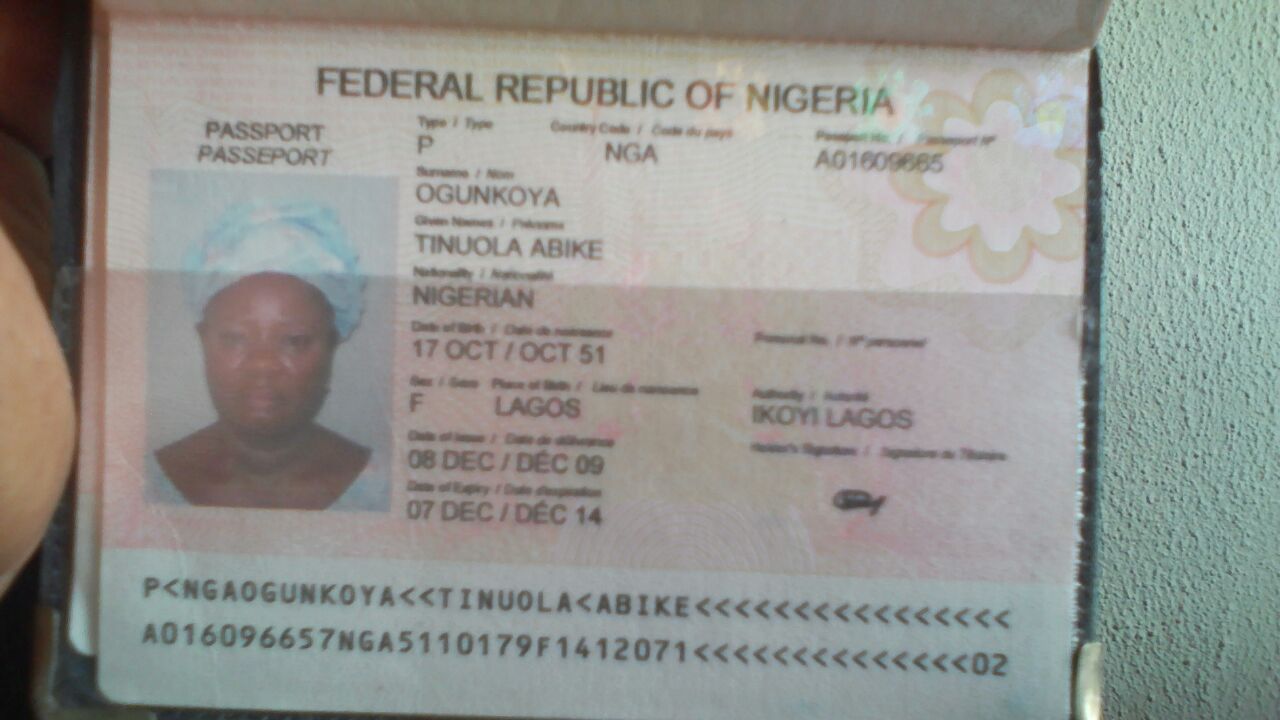 FEDERAL REPUBLIC OF NIGERIA
PASSPORT
PASSEPORT
Type / Type
P
Country Code / Code du pays
NGA
Passport No. / Passeport N°
A01609665
Surname / Nom
OGUNKOYA
Given Names / Prénoms
TINUOLA ABIKE
Nationality / Nationalité
NIGERIAN
Date of Birth / Date de naissance
17 OCT / OCT 51
Personal No. / N° personnel
Sex / Sexe Place of Birth / Lieu de naissance
F LAGOS
Authority / Autorité
IKOYI LAGOS
Date of Issue / Date de délivrance
08 DEC / DÉC 09
Holder's Signature / Signature du Titulaire
Date of Expiry / Date d'expiration
07 DEC / DÉC 14
P<NGAOGUNKOYA<<TINUOLA<ABIKE<<<<<<<<<<<<<<<<
A016096657NGA5110179F1412071<<<<<<<<<<<<<<02